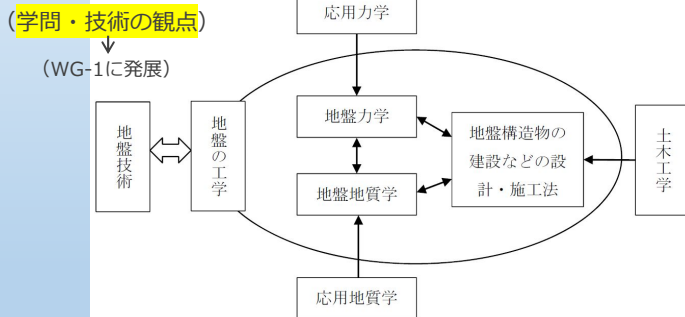 （学問・技術の観点）
（WG-1に発展）
応用力学
地盤技術
地盤の工学
地盤力学
地盤地質学
地盤構造物の
建設などの設
計・施工法
土木工学
応用地質学